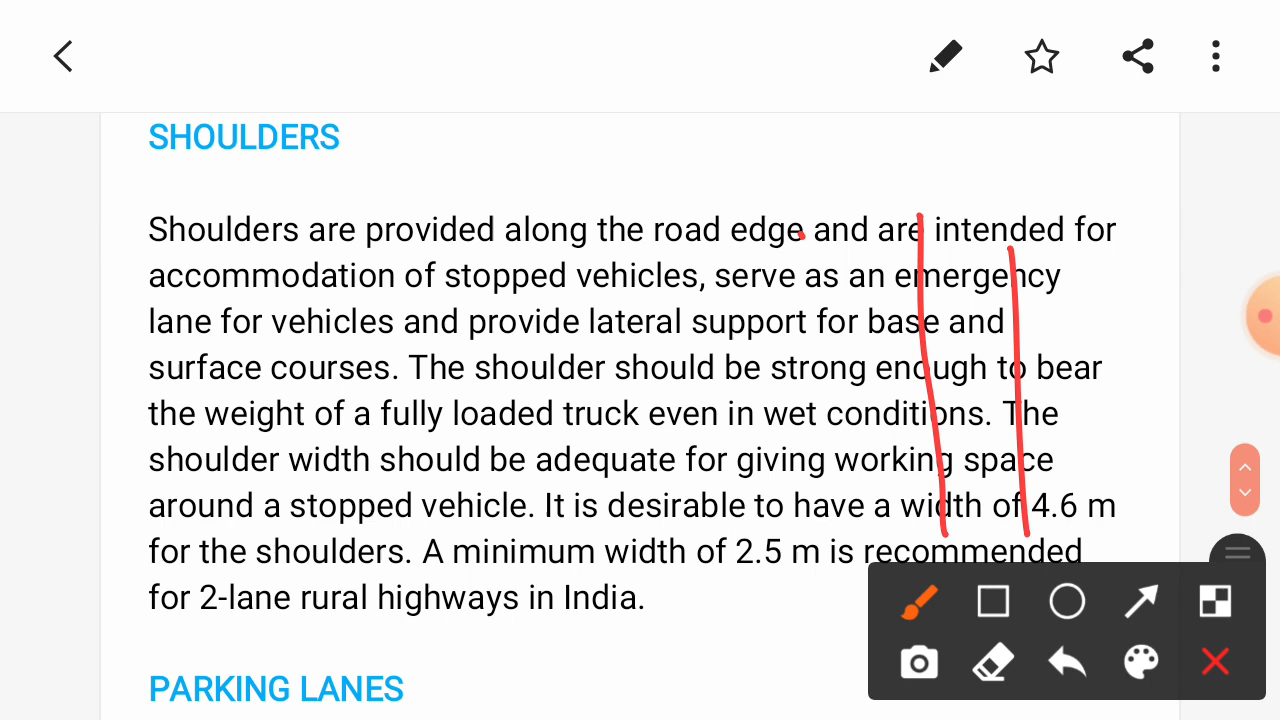 SHOULDERS
Shoulders are provided along the road edge and are intended for
accommodation of stopped vehicles, serve as an emergency
lane for vehicles and provide lateral support for base and
surface courses. The shoulder should be strong enough to bear
the weight of a fully loaded truck even in wet conditions. The
shoulder width should be adequate for giving working space
around a stopped vehicle. It is desirable to have a width of 4.6 m
for the shoulders. A minimum width of 2.5 m is recommended
for 2-lane rural highways in India.
PARKING LANES